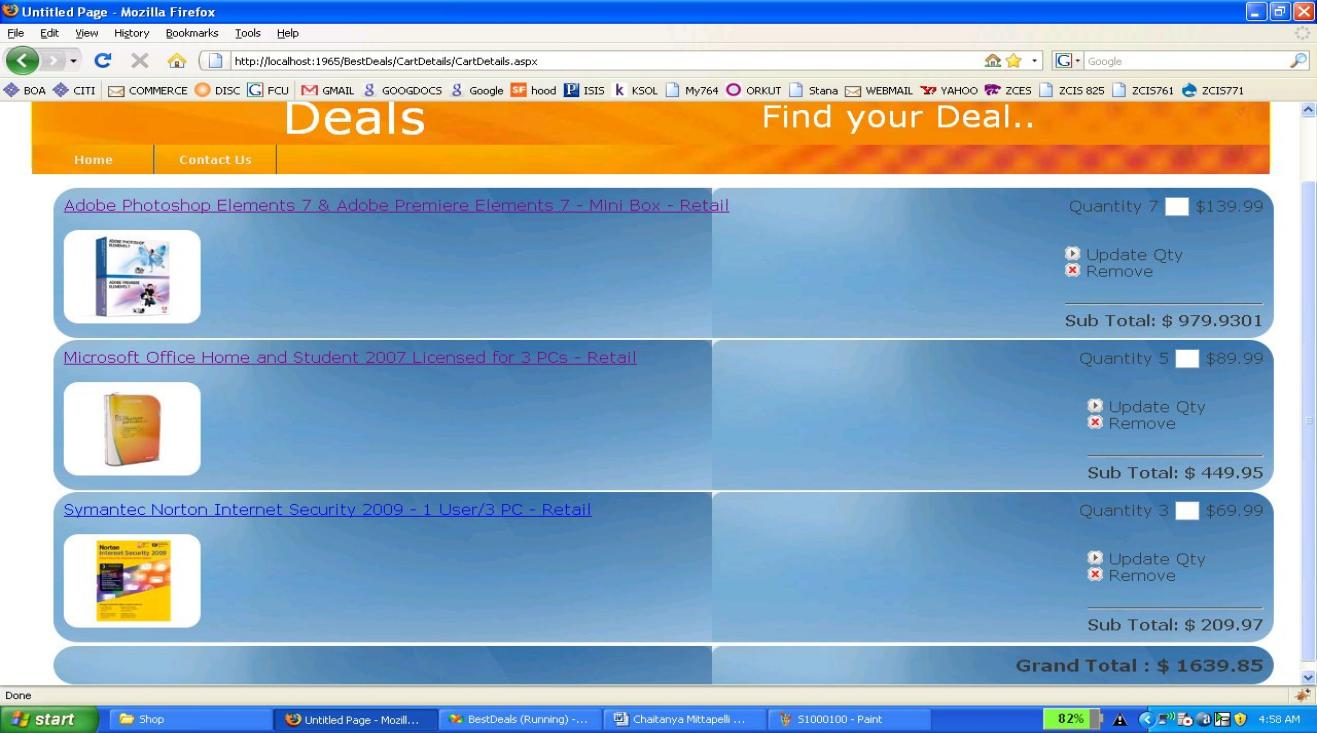 Untitled Page - Mozilla Firefox
File Edit View History Bookmarks Tools Help
http://localhost:1965/BestDeals/CartDetails/CartDetails.aspx
G Google
BOA CITI COMMERCE DISC FCU GMAIL GOOGDOCS Google hood ISIS KSOL My764 ORKUT Stana WEBMAIL YAHOO ZCES ZCIS 825 ZCIS761 ZCIS771
Deals Find your Deal..
Home Contact Us
Adobe Photoshop Elements 7 & Adobe Premiere Elements 7 - Mini Box - Retail
Quantity 7 $139.99
Update Qty
Remove
Sub Total: $ 979.9301
Microsoft Office Home and Student 2007 Licensed for 3 PCs - Retail
Quantity 5 $89.99
Update Qty
Remove
Sub Total: $ 449.95
Symantec Norton Internet Security 2009 - 1 User/3 PC - Retail
Quantity 3 $69.99
Norton
Internet Security 2009
Update Qty
Remove
Sub Total: $ 209.97
Grand Total : $ 1639.85
Done
start Shop Untitled Page - Mozill... BestDeals (Running) -... Chaitanya Mittapelli ... S1000100 - Paint 82% 4:58 AM